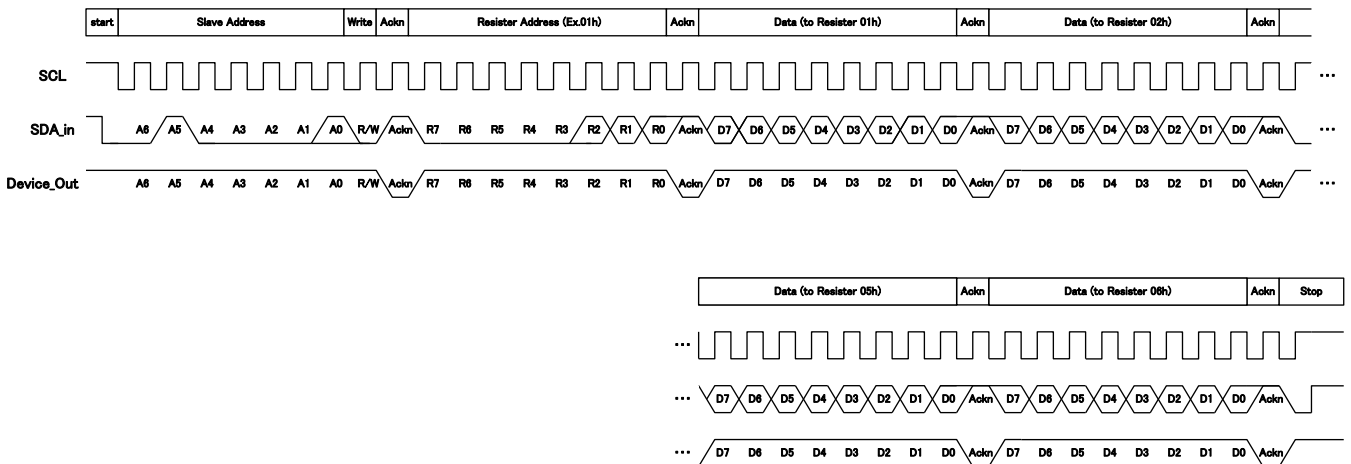 start Slave Address Write Ackn Resister Address (Ex.01h) Ackn Data (to Resister 01h) Ackn Data (to Resister 02h) Ackn
SCL ...
SDA_in A6 A5 A4 A3 A2 A1 A0 R/W Ackn R7 R6 R5 R4 R3 R2 R1 R0 Ackn D7 D6 D5 D4 D3 D2 D1 D0 Ackn D7 D6 D5 D4 D3 D2 D1 D0 Ackn ...
Device_Out A6 A5 A4 A3 A2 A1 A0 R/W Ackn R7 R6 R5 R4 R3 R2 R1 R0 Ackn D7 D6 D5 D4 D3 D2 D1 D0 Ackn D7 D6 D5 D4 D3 D2 D1 D0 Ackn ...
Data (to Resister 05h) Ackn Data (to Resister 06h) Ackn Stop
...
... D7 D6 D5 D4 D3 D2 D1 D0 Ackn D7 D6 D5 D4 D3 D2 D1 D0 Ackn
... D7 D6 D5 D4 D3 D2 D1 D0 Ackn D7 D6 D5 D4 D3 D2 D1 D0 Ackn